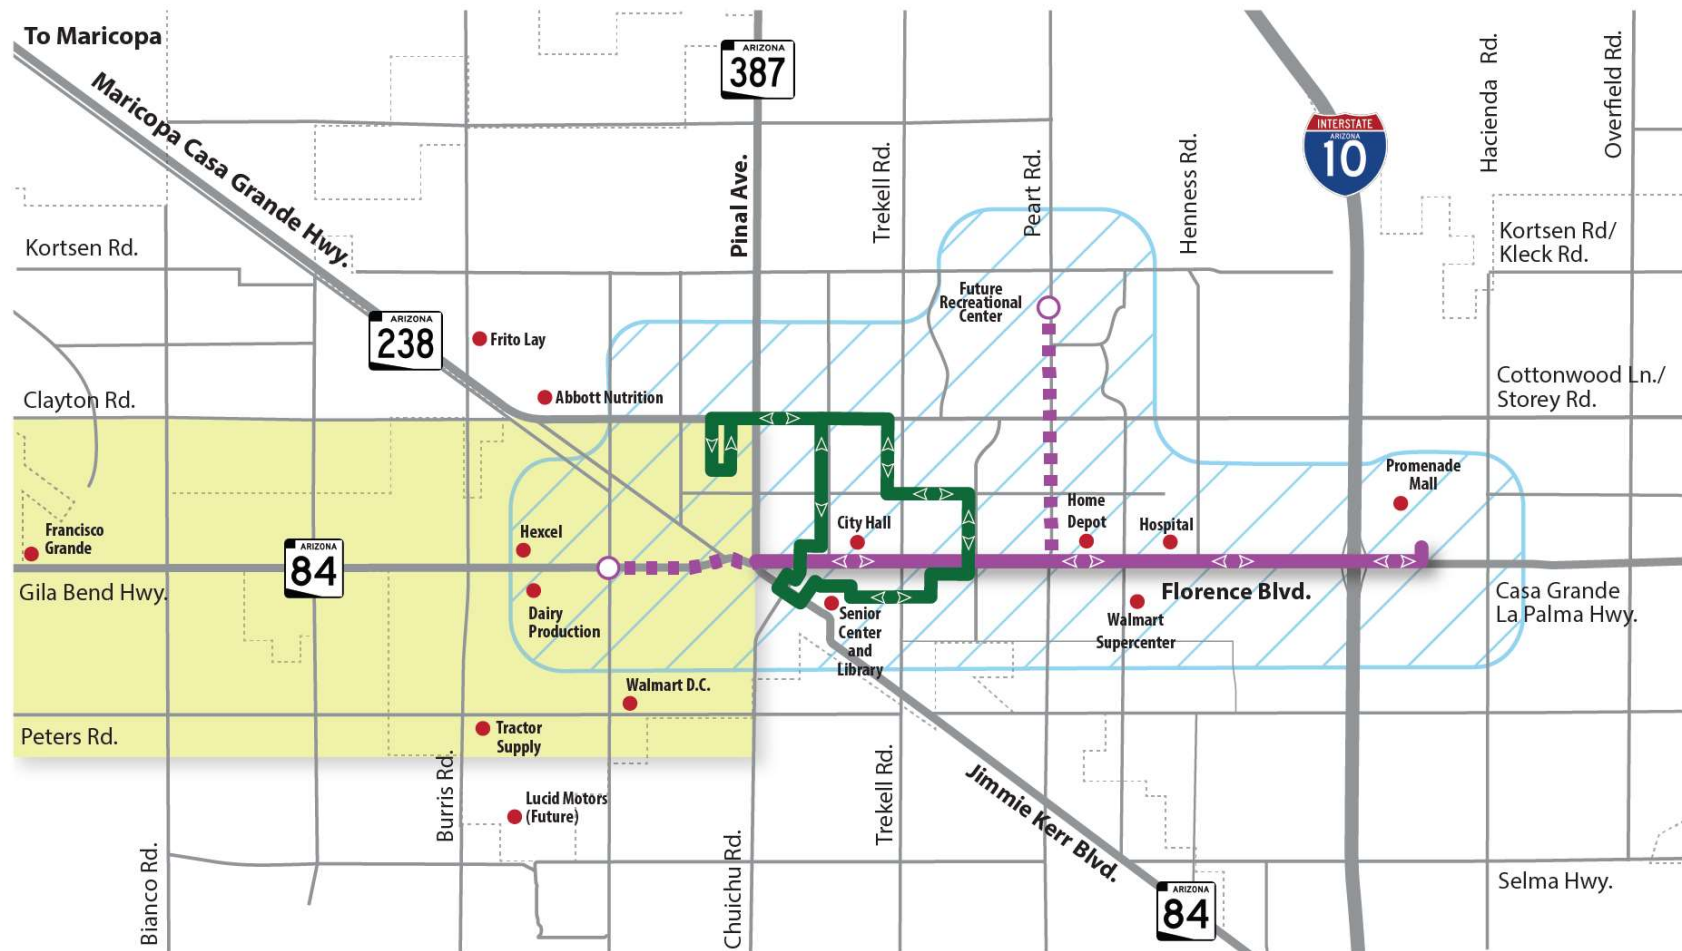 To Maricopa
ARIZONA
387
Maricopa Casa Grande Hwy.
INTERSTATE
ARIZONA
10
Hacienda Rd.
Overfield Rd.
Pinal Ave.
Trekell Rd.
Peart Rd.
Henness Rd.
Kortsen Rd.
Kortsen Rd/
Kleck Rd.
Future
Recreational
Center
ARIZONA
238
Frito Lay
Clayton Rd.
Abbott Nutrition
Cottonwood Ln./
Storey Rd.
Promenade
Mall
Francisco
Grande
ARIZONA
84
Hexcel
City Hall
Home
Depot
Hospital
Gila Bend Hwy.
Dairy
Production
Senior
Center
and
Library
Florence Blvd.
Walmart
Supercenter
Casa Grande
La Palma Hwy.
Walmart D.C.
Peters Rd.
Tractor
Supply
Burris Rd.
Lucid Motors
(Future)
Trekell Rd.
Jimmie Kerr Blvd.
Bianco Rd.
Chuichu Rd.
ARIZONA
84
Selma Hwy.